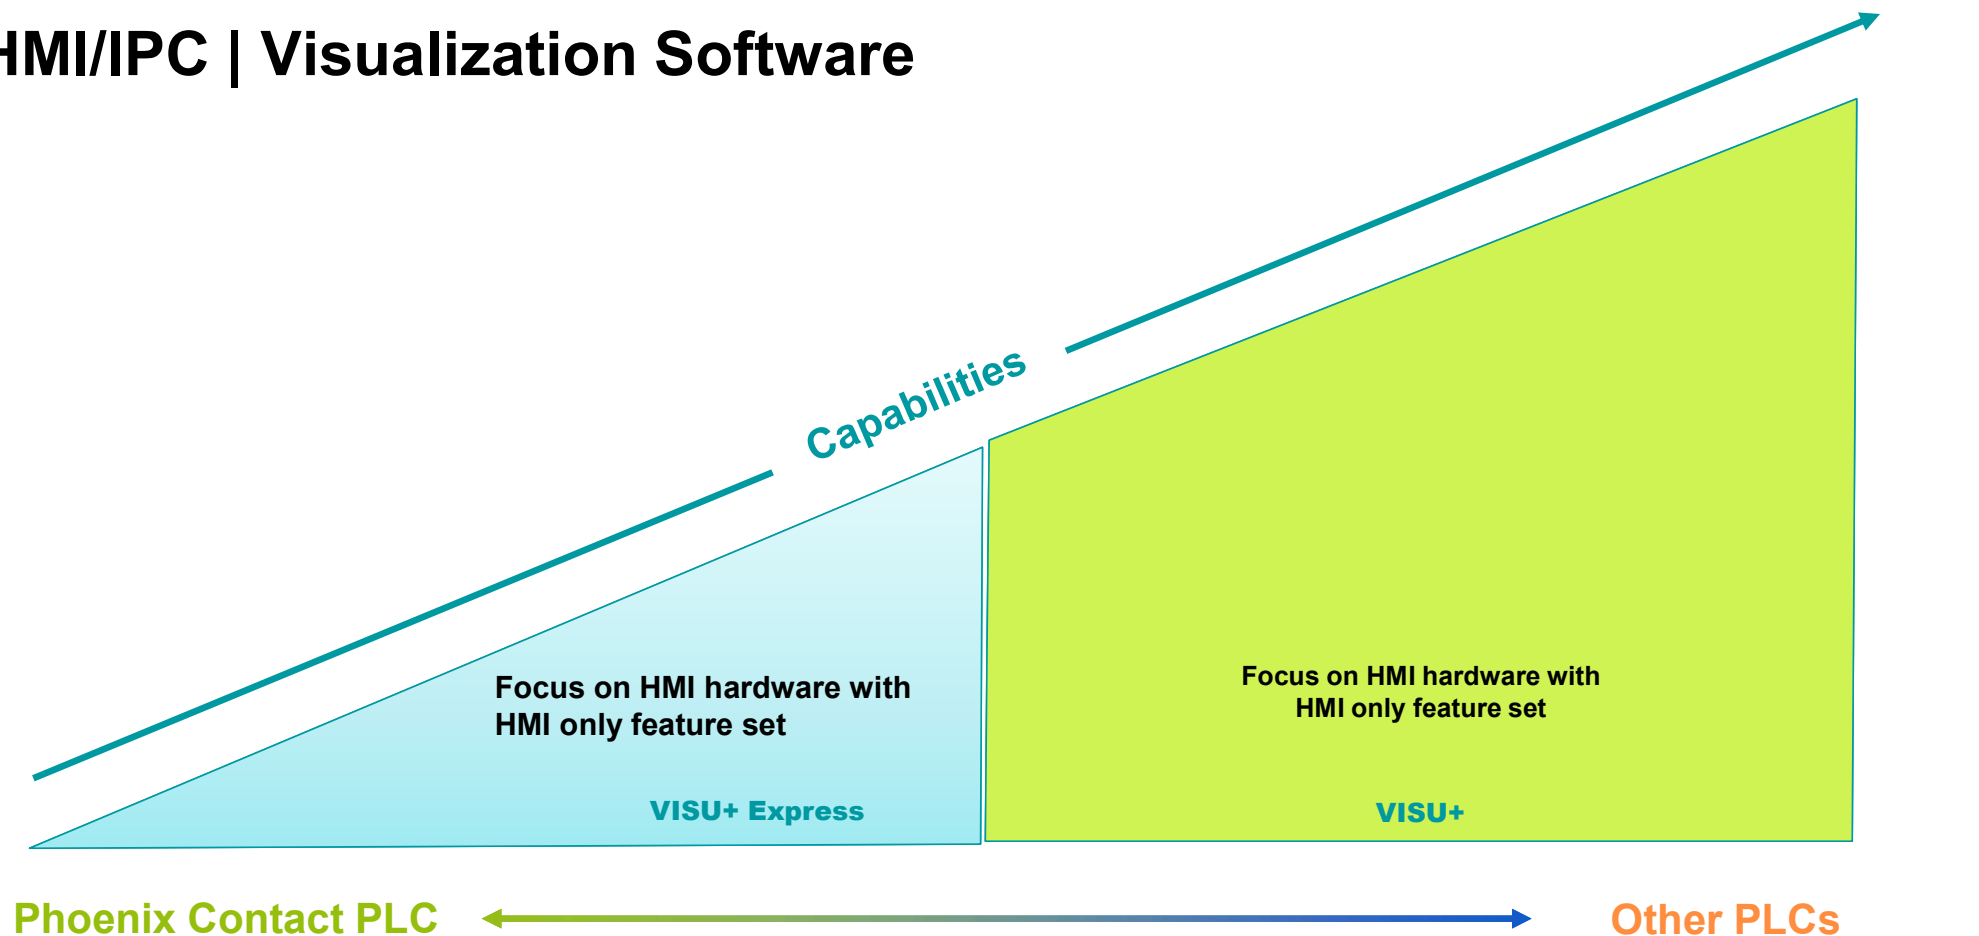 HMI/IPC | Visualization Software
Capabilities
Focus on HMI hardware with
HMI only feature set
VISU+ Express
Focus on HMI hardware with
HMI only feature set
VISU+
Phoenix Contact PLC
Other PLCs